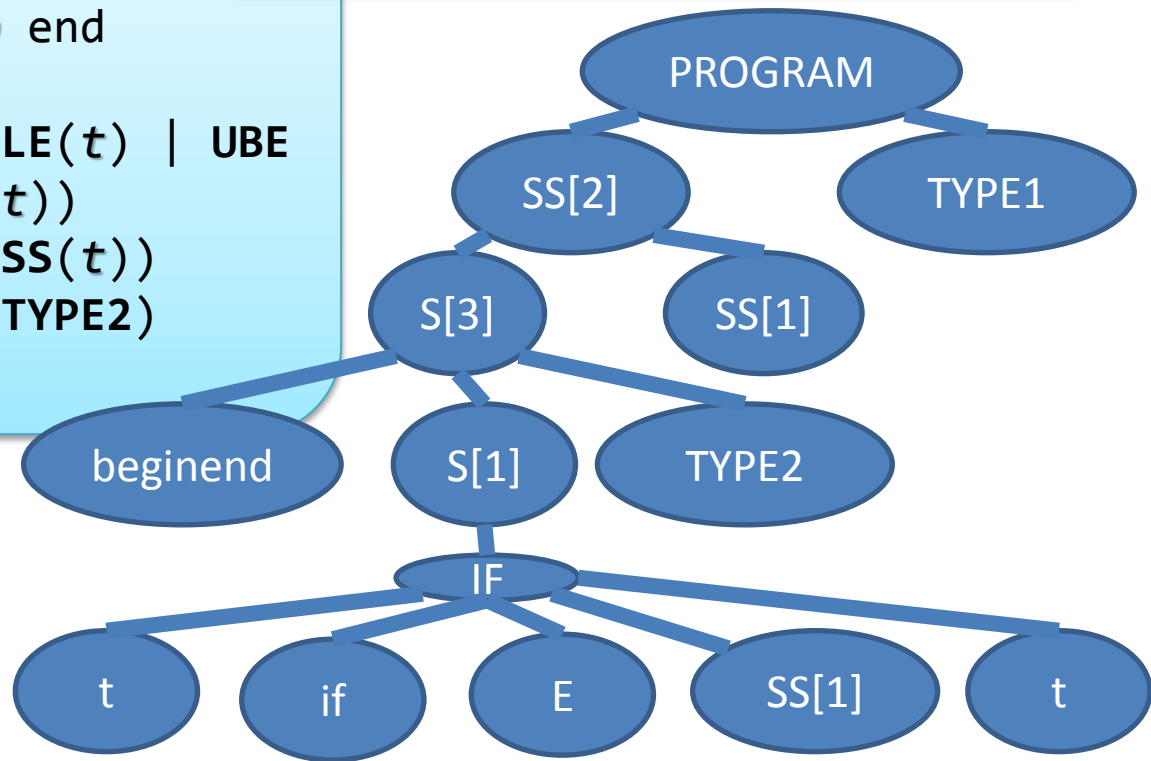 ) end
LE(t) | UBE
t))
SS(t))
TYPE2)
PROGRAM
SS[2] TYPE1
S[3] SS[1]
beginend S[1] TYPE2
IF
t if E SS[1] t